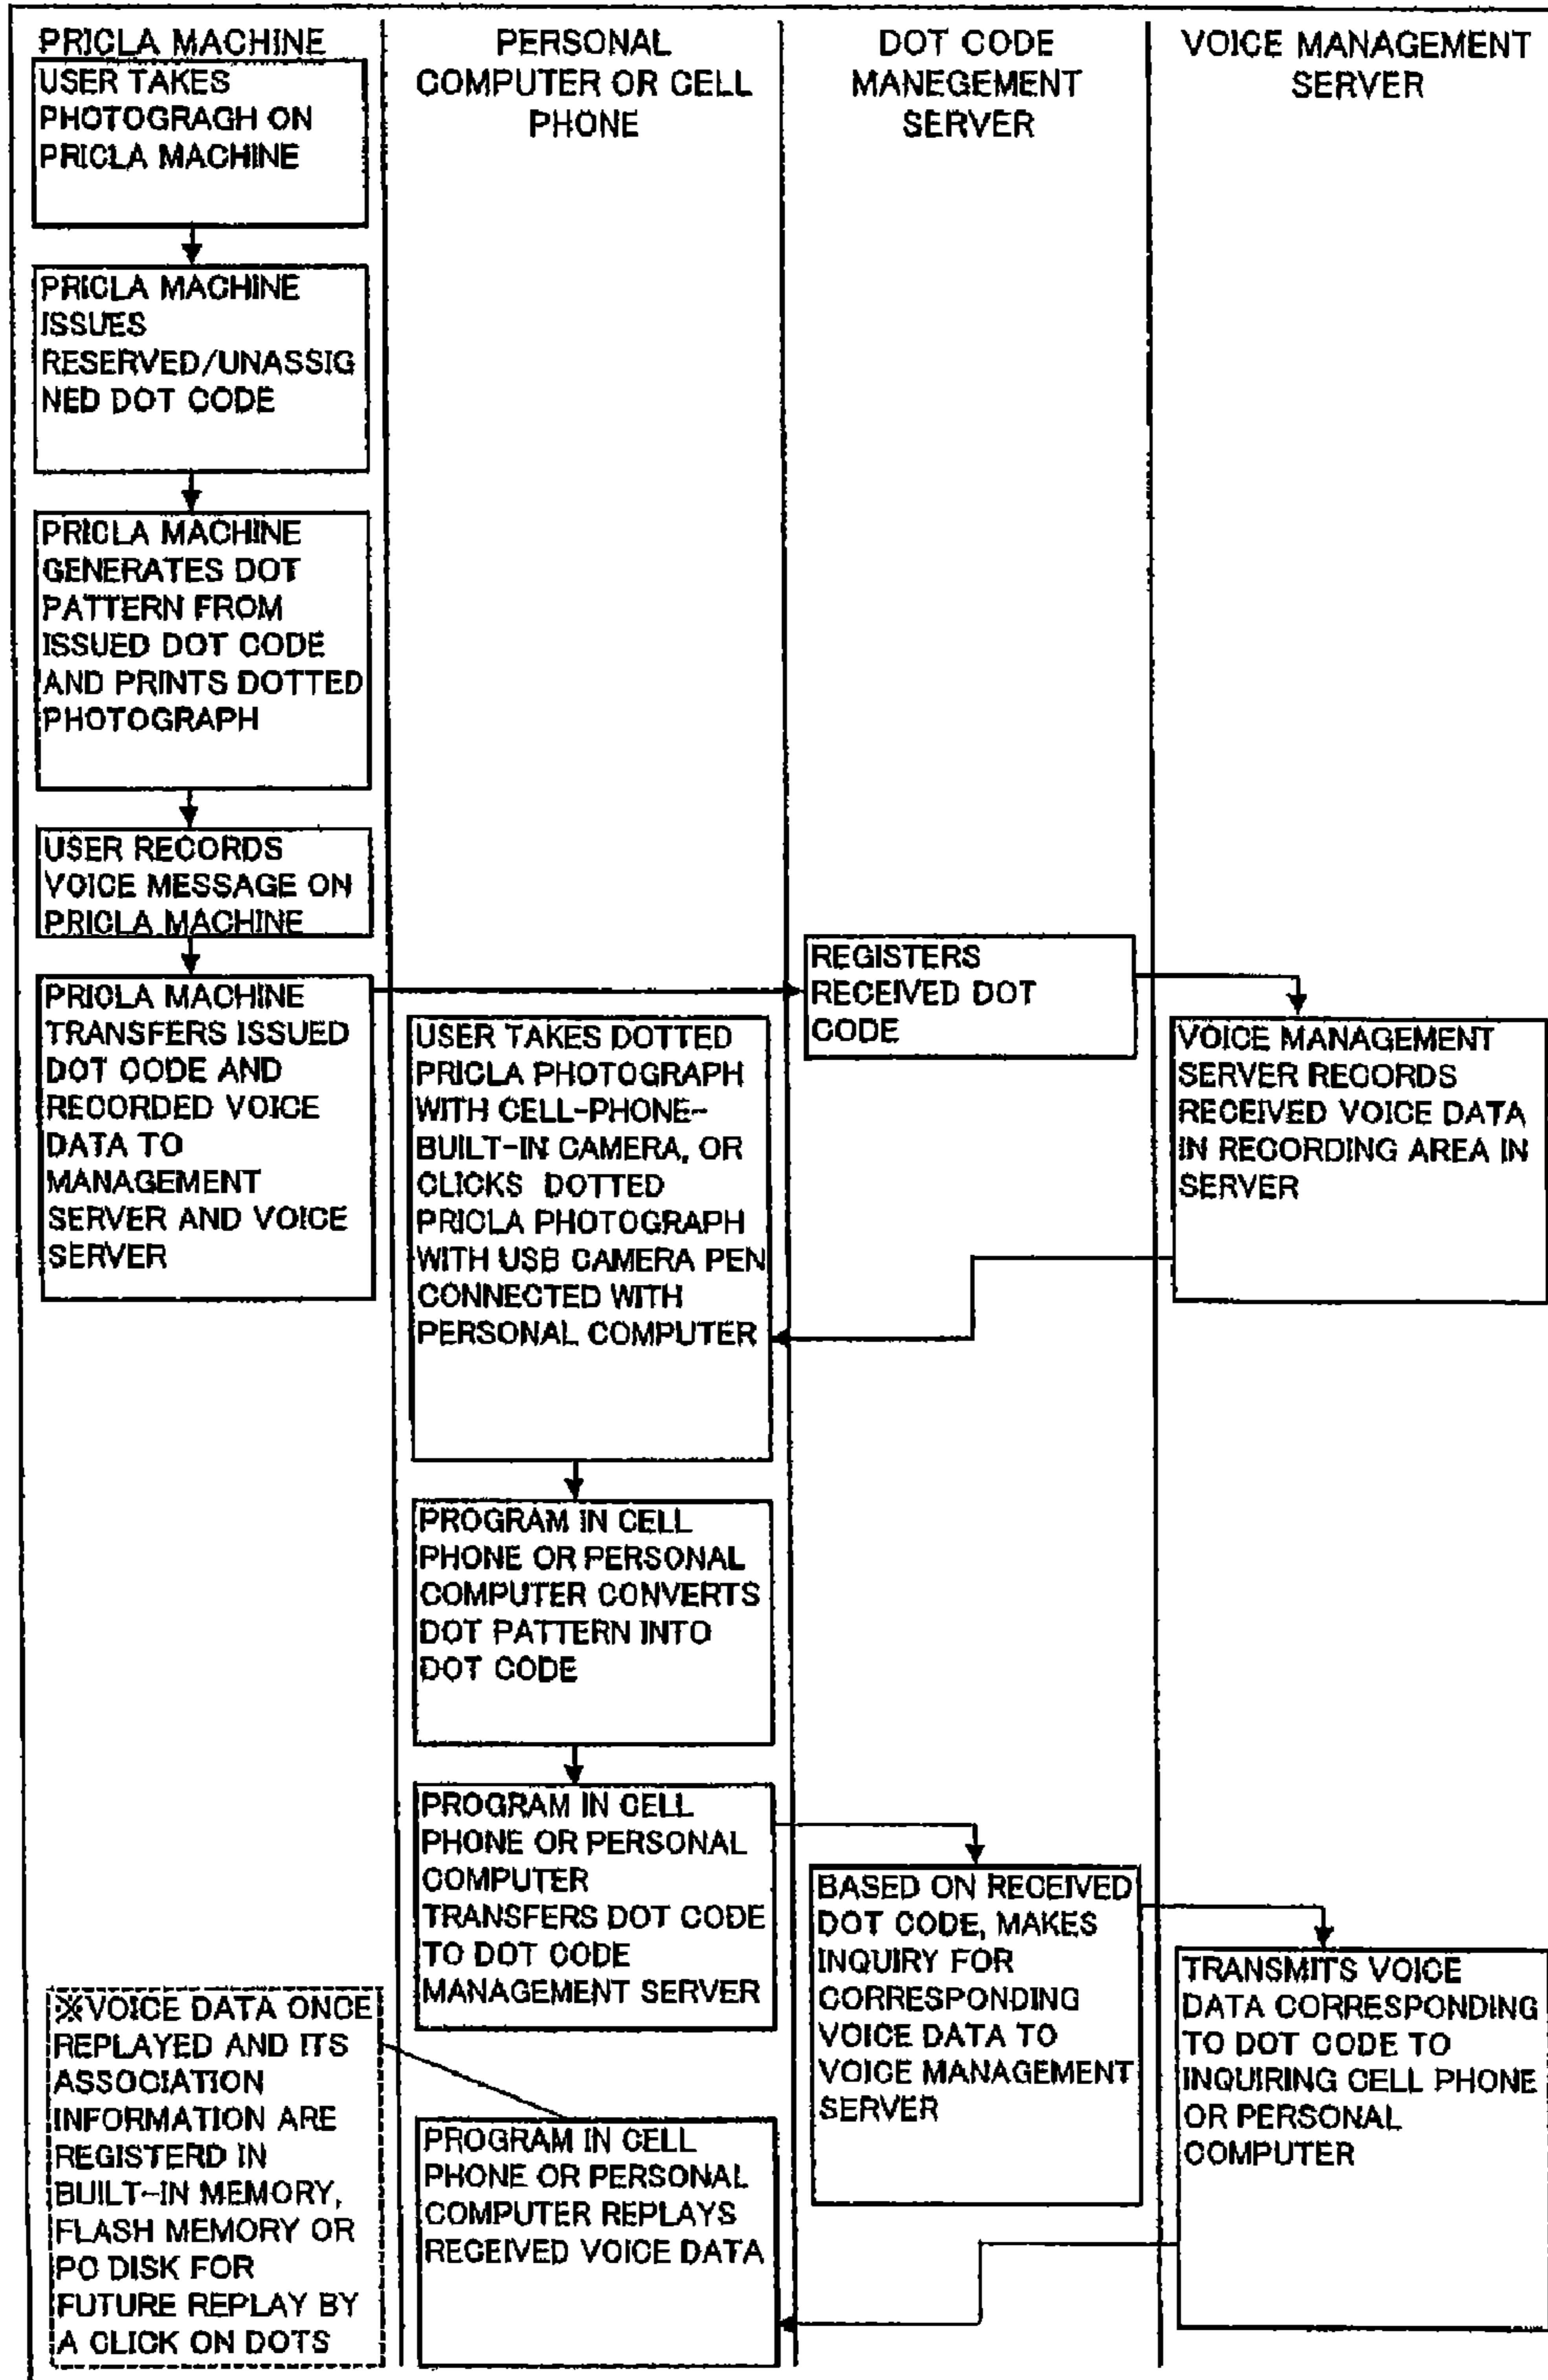 PRICLA MACHINE
USER TAKES
PHOTOGRAGH ON
PRICLA MACHINE
PRICLA MACHINE
ISSUES
RESERVED/UNASSIG
NED DOT CODE
PRICLA MACHINE
GENERATES DOT
PATTERN FROM
ISSUED DOT CODE
AND PRINTS DOTTED
PHOTOGRAPH
USER RECORDS
VOICE MESSAGE ON
PRICLA MACHINE
PRICLA MACHINE
TRANSFERS ISSUED
DOT CODE AND
RECORDED VOICE
DATA TO
MANAGEMENT
SERVER AND VOICE
SERVER
※VOICE DATA ONCE
REPLAYED AND ITS
ASSOCIATION
INFORMATION ARE
REGISTERD IN
BUILT-IN MEMORY,
FLASH MEMORY OR
PC DISK FOR
FUTURE REPLAY BY
A CLICK ON DOTS
PERSONAL
COMPUTER OR CELL
PHONE
USER TAKES DOTTED
PRICLA PHOTOGRAPH
WITH CELL-PHONE-
BUILT-IN CAMERA, OR
CLICKS DOTTED
PRICLA PHOTOGRAPH
WITH USB CAMERA PEN
CONNECTED WITH
PERSONAL COMPUTER
PROGRAM IN CELL
PHONE OR PERSONAL
COMPUTER CONVERTS
DOT PATTERN INTO
DOT CODE
PROGRAM IN CELL
PHONE OR PERSONAL
COMPUTER
TRANSFERS DOT CODE
TO DOT CODE
MANAGEMENT SERVER
PROGRAM IN CELL
PHONE OR PERSONAL
COMPUTER REPLAYS
RECEIVED VOICE DATA
DOT CODE
MANEGEMENT
SERVER
REGISTERS
RECEIVED DOT
CODE
BASED ON RECEIVED
DOT CODE, MAKES
INQUIRY FOR
CORRESPONDING
VOICE DATA TO
VOICE MANAGEMENT
SERVER
VOICE MANAGEMENT
SERVER
VOICE MANAGEMENT
SERVER RECORDS
RECEIVED VOICE DATA
IN RECORDING AREA IN
SERVER
TRANSMITS VOICE
DATA CORRESPONDING
TO DOT CODE TO
INQUIRING CELL PHONE
OR PERSONAL
COMPUTER